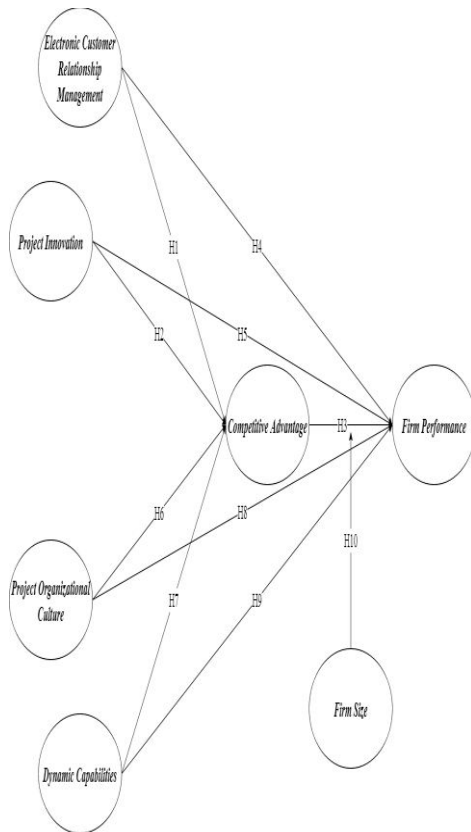 Electronic Customer
Relationship
Management
Project Innovation
H1
H4
H2
H5
Competitive Advantage
H3
Firm Performance
H6
H8
H10
Project Organizational
Culture
H7
H9
Firm Size
Dynamic Capabilities